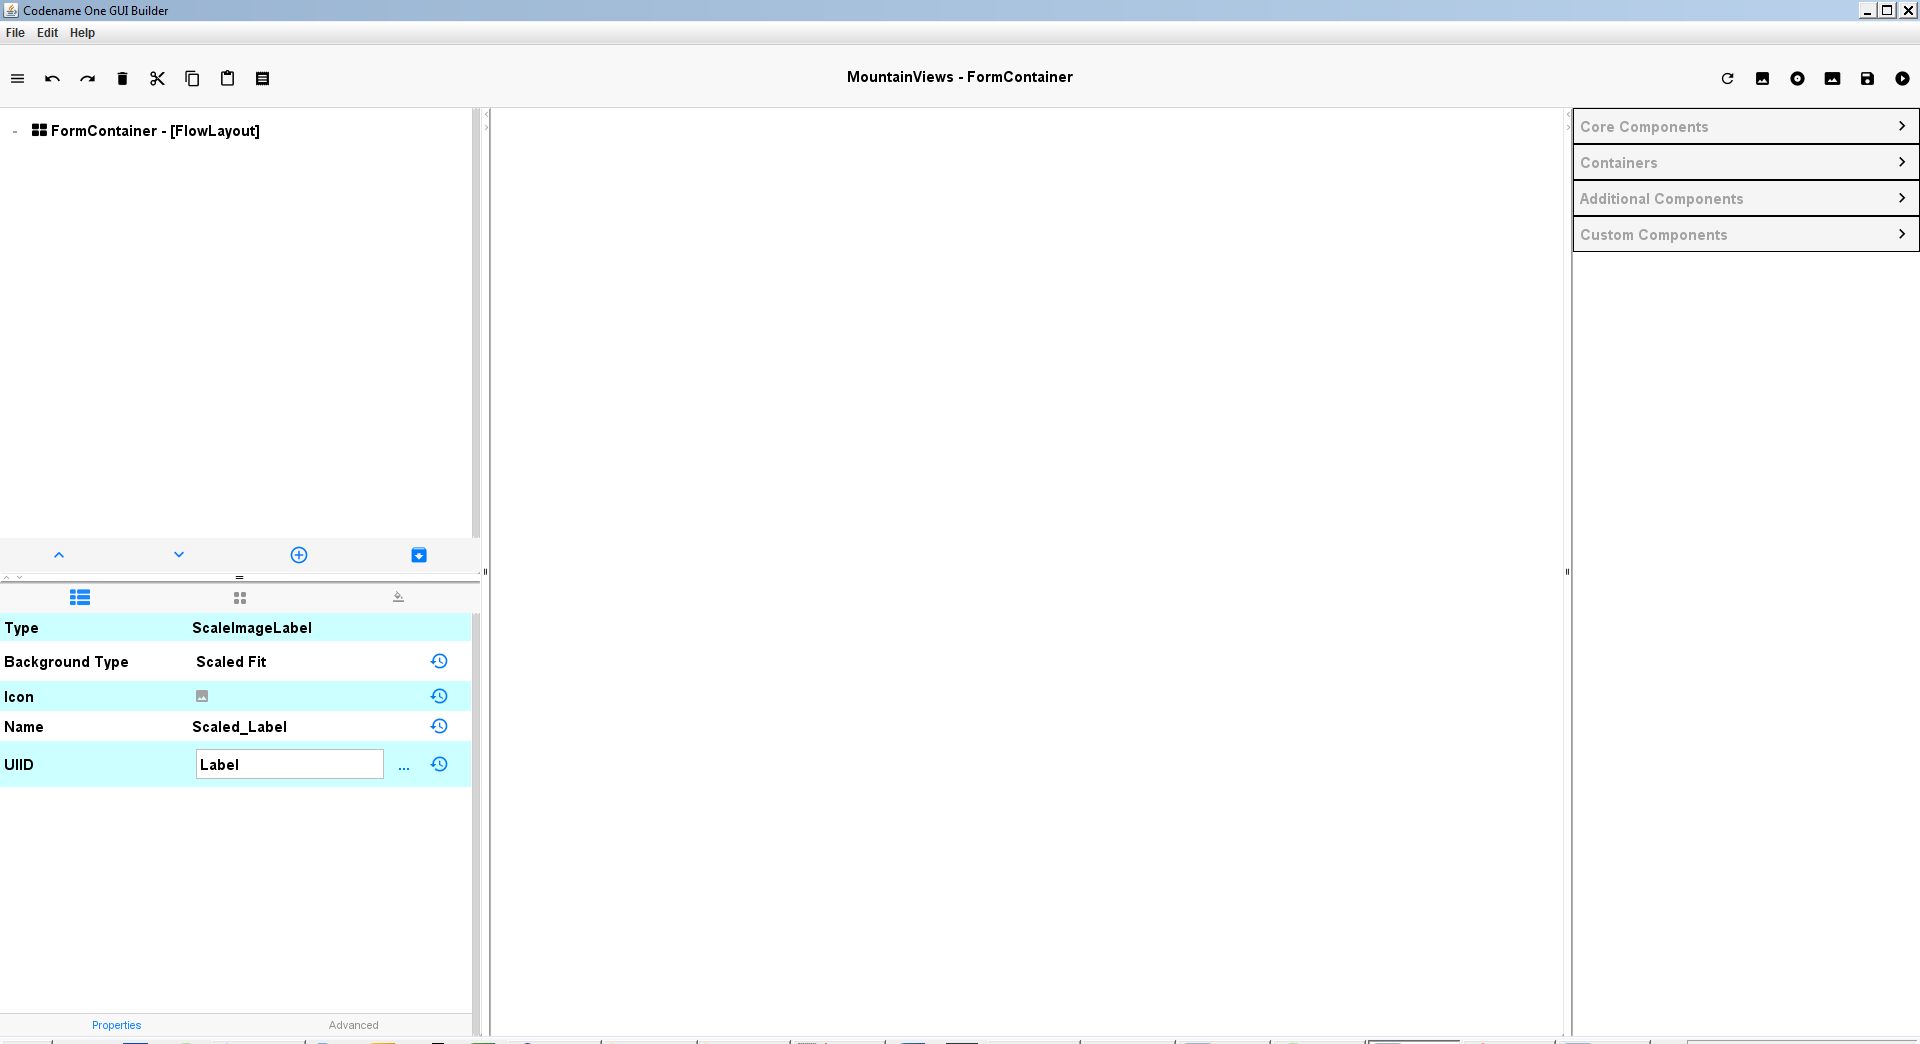 Codename One GUI Builder
File Edit Help
MountainViews - FormContainer
- FormContainer - [FlowLayout]
Core Components
Containers
Additional Components
Custom Components
Type ScaleImageLabel
Background Type Scaled Fit
Icon
Name Scaled_Label
UIID Label ...
Properties Advanced